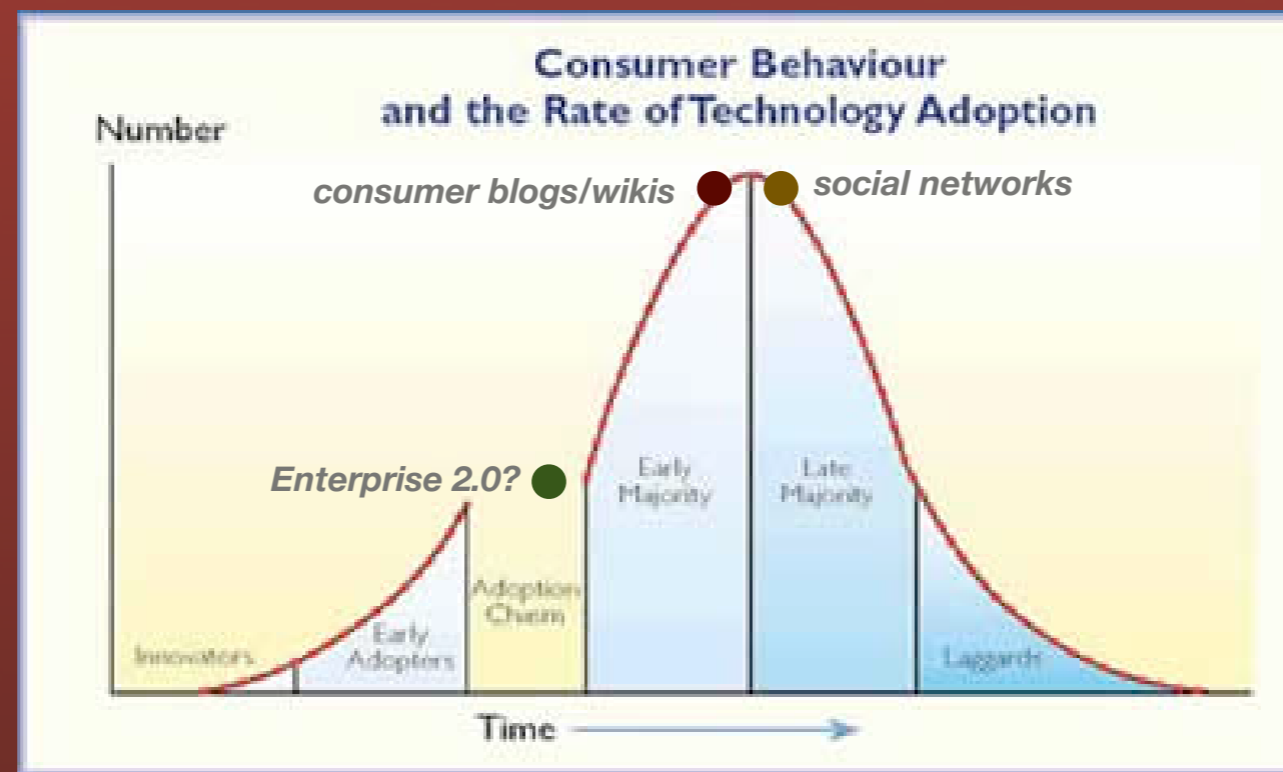 Consumer Behaviour
and the Rate of Technology Adoption
Number
consumer blogs/wikis
social networks
Enterprise 2.0?
Early
Majority
Late
Majority
Adoption
Chasm
Early
Adopters
Innovators
Laggards
Time